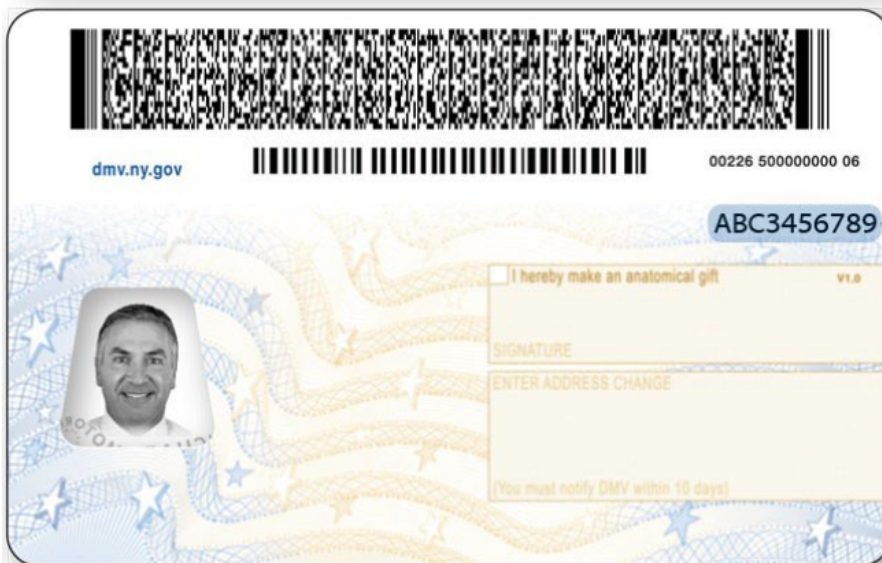 dmv.ny.gov
00226 500000000 06
ABC3456789
I hereby make an anatomical gift
V1.0
SIGNATURE
ENTER ADDRESS CHANGE
(You must notify DMV within 10 days)